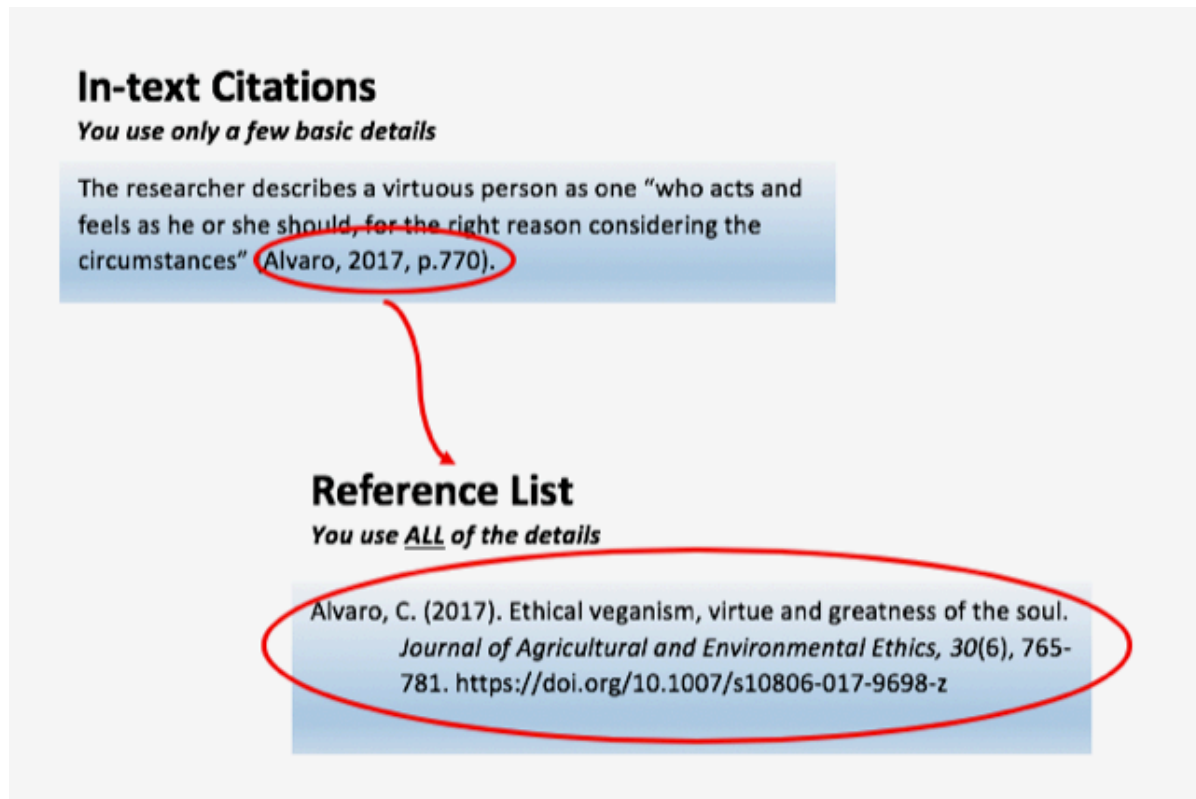 In-text Citations
You use only a few basic details
The researcher describes a virtuous person as one “who acts and
feels as he or she should, for the right reason considering the
circumstances” (Alvaro, 2017, p.770).
Reference List
You use ALL of the details
Alvaro, C. (2017). Ethical veganism, virtue and greatness of the soul.
Journal of Agricultural and Environmental Ethics, 30(6), 765-
781. https://doi.org/10.1007/s10806-017-9698-z